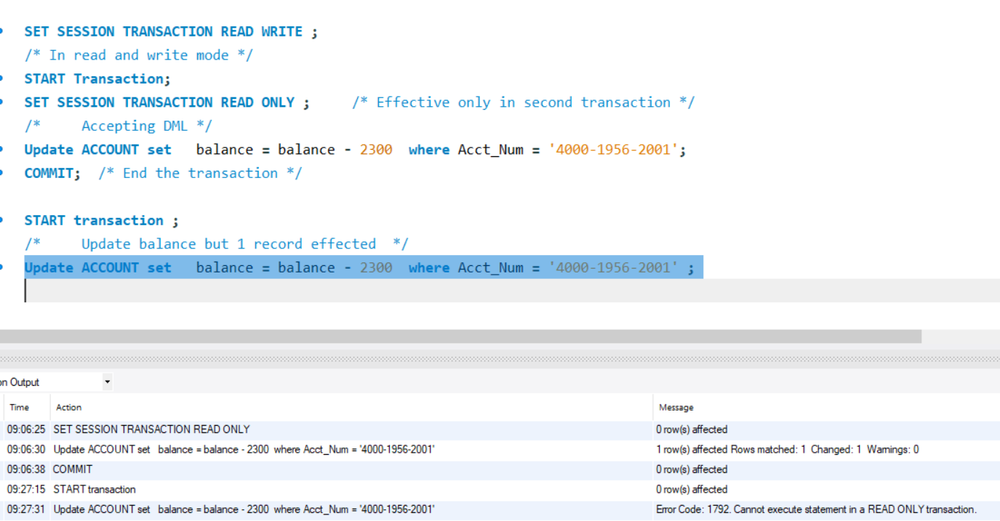 SET SESSION TRANSACTION READ WRITE ;
/* In read and write mode */
START Transaction;
SET SESSION TRANSACTION READ ONLY ; /* Effective only in second transaction */
/* Accepting DML */
Update ACCOUNT set balance = balance - 2300 where Acct_Num = '4000-1956-2001';
COMMIT; /* End the transaction */
START transaction ;
/* Update balance but 1 record effected */
Update ACCOUNT set balance = balance - 2300 where Acct_Num = '4000-1956-2001' ;
on Output
Time Action Message
09:06:25 SET SESSION TRANSACTION READ ONLY 0 row(s) affected
09:06:30 Update ACCOUNT set balance = balance - 2300 where Acct_Num = '4000-1956-2001' 1 row(s) affected Rows matched: 1 Changed: 1 Warnings: 0
09:06:38 COMMIT 0 row(s) affected
09:27:15 START transaction 0 row(s) affected
09:27:31 Update ACCOUNT set balance = balance - 2300 where Acct_Num = '4000-1956-2001' Error Code: 1792. Cannot execute statement in a READ ONLY transaction.